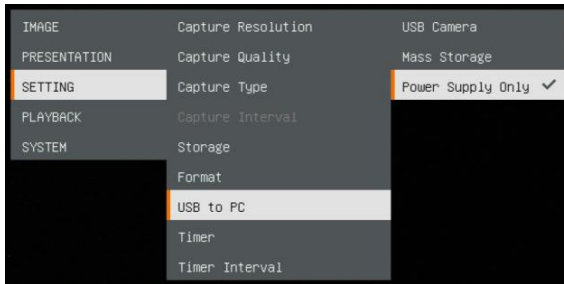 IMAGE
PRESENTATION
SETTING
PLAYBACK
SYSTEM
Capture Resolution
Capture Quality
Capture Type
Capture Interval
Storage
Format
USB to PC
Timer
Timer Interval
USB Camera
Mass Storage
Power Supply Only ✓